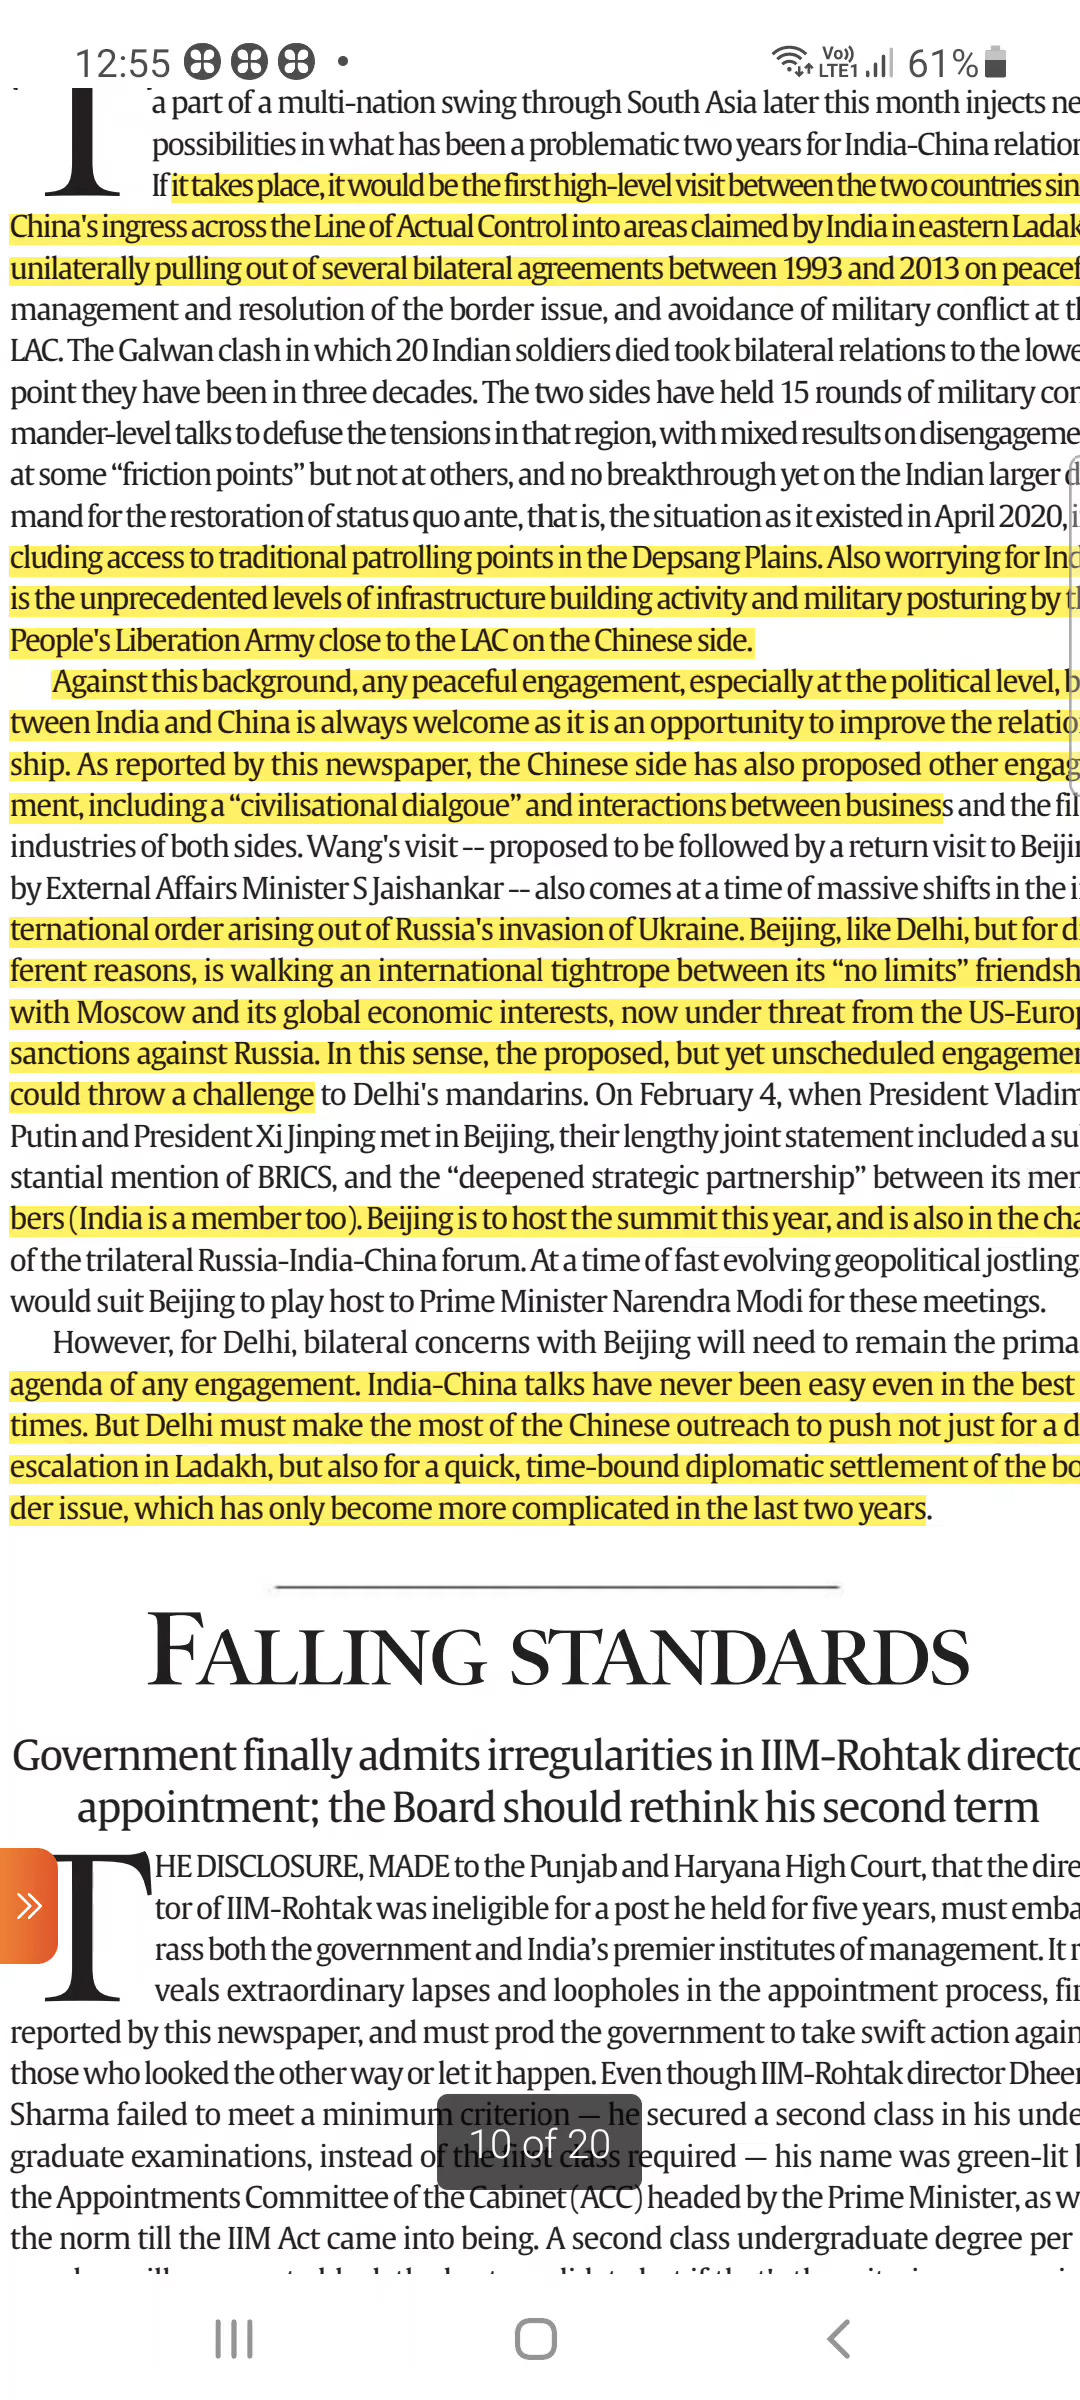 12:55 Vo)) LTE1 61%
a part of a multi-nation swing through South Asia later this month injects ne
possibilities in what has been a problematic two years for India-China relation
If it takes place, it would be the first high-level visit between the two countries sin
China's ingress across the Line of Actual Control into areas claimed by India in eastern Ladak
unilaterally pulling out of several bilateral agreements between 1993 and 2013 on peacef
management and resolution of the border issue, and avoidance of military conflict at th
LAC. The Galwan clash in which 20 Indian soldiers died took bilateral relations to the lowe
point they have been in three decades. The two sides have held 15 rounds of military com
mander-level talks to defuse the tensions in that region, with mixed results on disengageme
at some “friction points” but not at others, and no breakthrough yet on the Indian larger d
mand for the restoration of status quo ante, that is, the situation as it existed in April 2020, i
cluding access to traditional patrolling points in the Depsang Plains. Also worrying for Ind
is the unprecedented levels of infrastructure building activity and military posturing by th
People's Liberation Army close to the LAC on the Chinese side.
Against this background, any peaceful engagement, especially at the political level, b
tween India and China is always welcome as it is an opportunity to improve the relatio
ship. As reported by this newspaper, the Chinese side has also proposed other engag
ment, including a “civilisational dialgoue” and interactions between business and the fil
industries of both sides. Wang's visit -- proposed to be followed by a return visit to Beijin
by External Affairs Minister S Jaishankar -- also comes at a time of massive shifts in the i
ternational order arising out of Russia's invasion of Ukraine. Beijing, like Delhi, but for di
ferent reasons, is walking an international tightrope between its “no limits” friendsh
with Moscow and its global economic interests, now under threat from the US-Europ
sanctions against Russia. In this sense, the proposed, but yet unscheduled engagemen
could throw a challenge to Delhi's mandarins. On February 4, when President Vladim
Putin and President Xi Jinping met in Beijing, their lengthy joint statement included a su
stantial mention of BRICS, and the “deepened strategic partnership” between its mem
bers (India is a member too). Beijing is to host the summit this year, and is also in the cha
of the trilateral Russia-India-China forum. At a time of fast evolving geopolitical jostling,
would suit Beijing to play host to Prime Minister Narendra Modi for these meetings.
However, for Delhi, bilateral concerns with Beijing will need to remain the prima
agenda of any engagement. India-China talks have never been easy even in the best
times. But Delhi must make the most of the Chinese outreach to push not just for a d
escalation in Ladakh, but also for a quick, time-bound diplomatic settlement of the bo
der issue, which has only become more complicated in the last two years.
FALLING STANDARDS
Government finally admits irregularities in IIM-Rohtak directo
appointment; the Board should rethink his second term
THE DISCLOSURE, MADE to the Punjab and Haryana High Court, that the dire
tor of IIM-Rohtak was ineligible for a post he held for five years, must emba
rass both the government and India’s premier institutes of management. It r
veals extraordinary lapses and loopholes in the appointment process, fir
reported by this newspaper, and must prod the government to take swift action again
those who looked the other way or let it happen. Even though IIM-Rohtak director Dheer
Sharma failed to meet a minimum criterion — he secured a second class in his unde
graduate examinations, instead of the first class required — his name was green-lit b
10 of 20
the Appointments Committee of the Cabinet (ACC) headed by the Prime Minister, as w
the norm till the IIM Act came into being. A second class undergraduate degree per